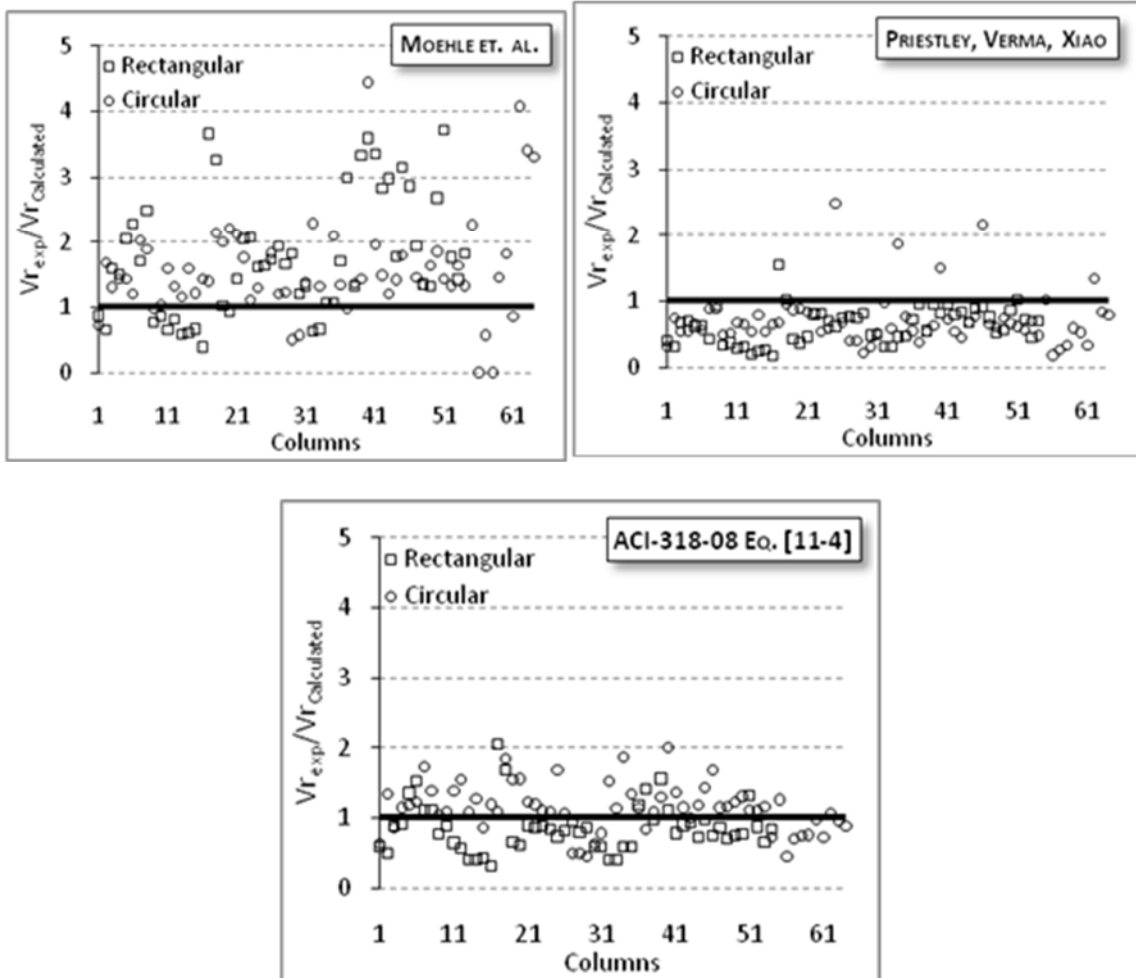 MOEHLE ET. AL.
Rectangular
Circular
5
4
3
2
1
0
Vr_exp/Vr_Calculated
1 11 21 31 41 51 61
Columns
PRIESTLEY, VERMA, XIAO
Rectangular
Circular
5
4
3
2
1
0
Vr_exp/Vr_Calculated
1 11 21 31 41 51 61
Columns
ACI-318-08 EQ. [11-4]
Rectangular
Circular
5
4
3
2
1
0
Vr_exp/Vr_Calculated
1 11 21 31 41 51 61
Columns